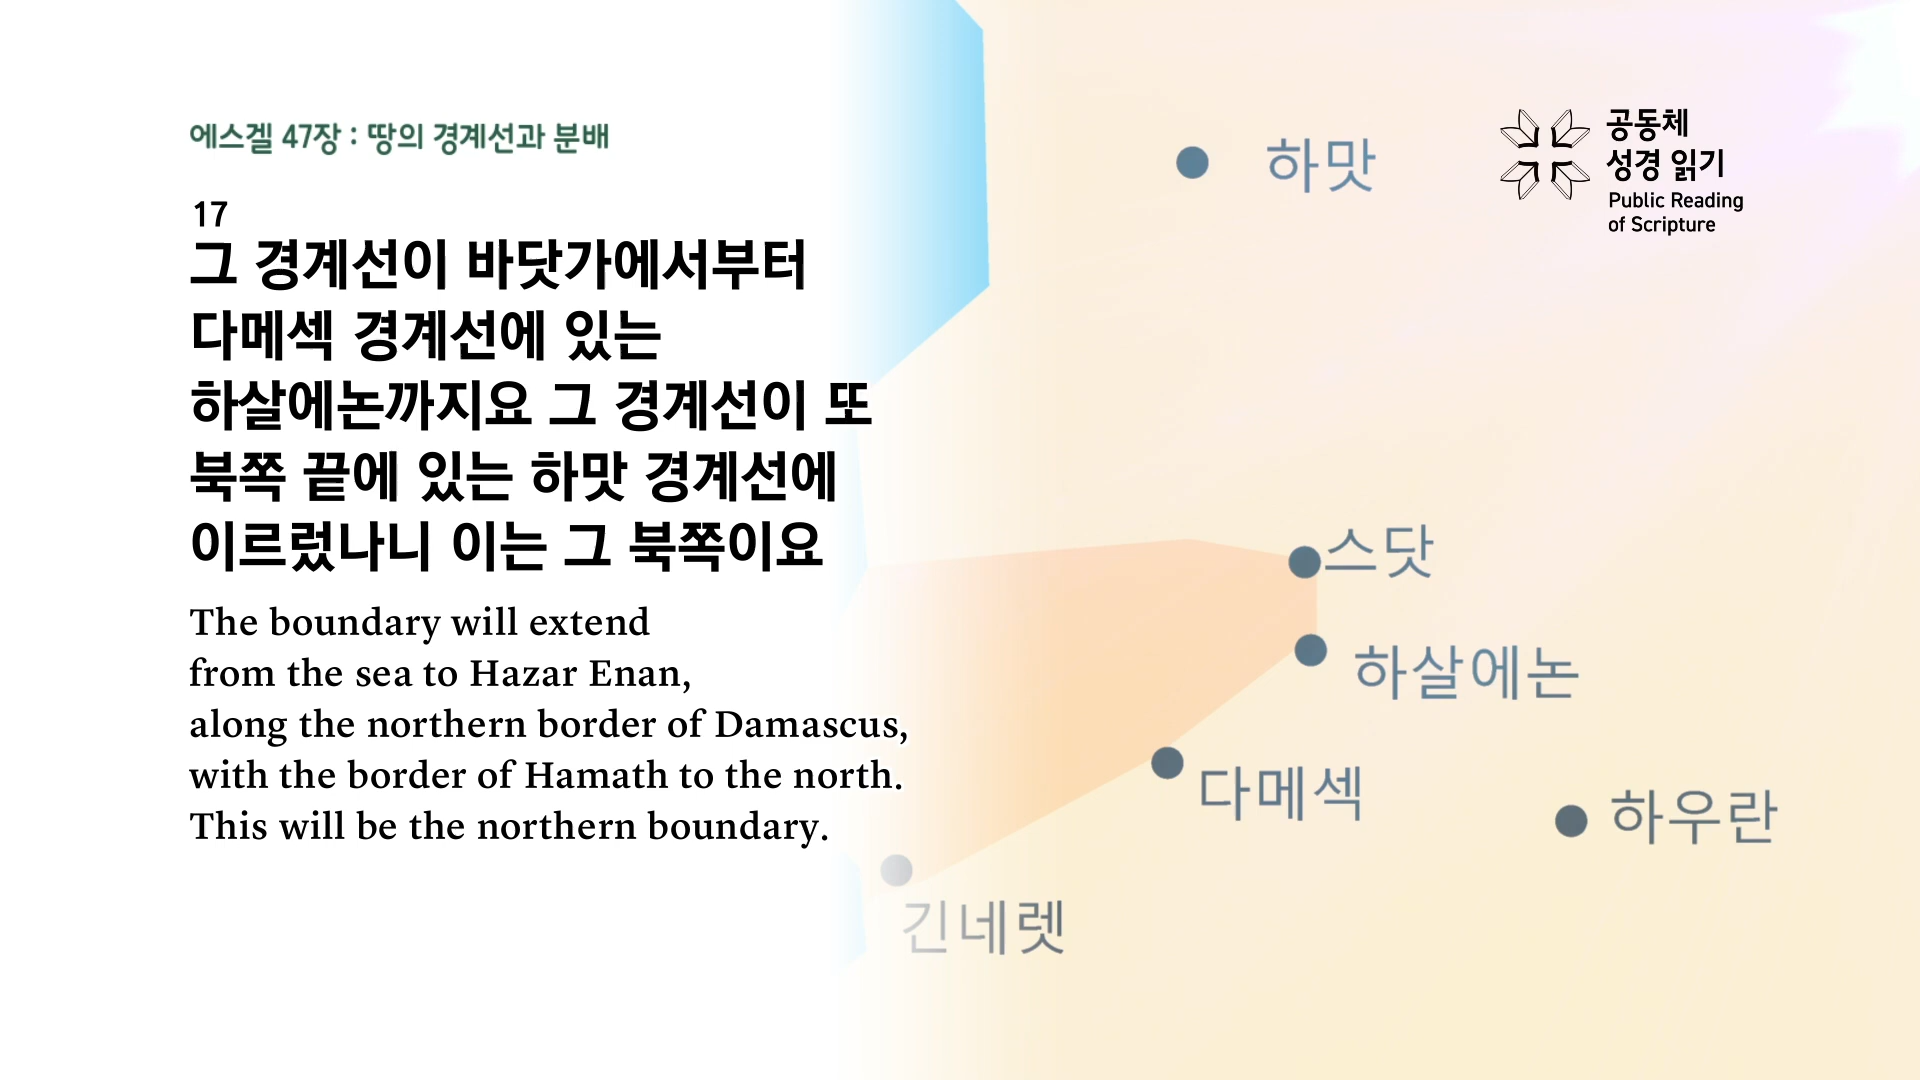 에스겔 47장 : 땅의 경계선과 분배
17
그 경계선이 바닷가에서부터
다메섹 경계선에 있는
하살에논까지요 그 경계선이 또
북쪽 끝에 있는 하맛 경계선에
이르렀나니 이는 그 북쪽이요
The boundary will extend
from the sea to Hazar Enan,
along the northern border of Damascus,
with the border of Hamath to the north.
This will be the northern boundary.
하맛
공동체
성경 읽기
Public Reading
of Scripture
스닷
하살에논
다메섹
하우란
긴네렛